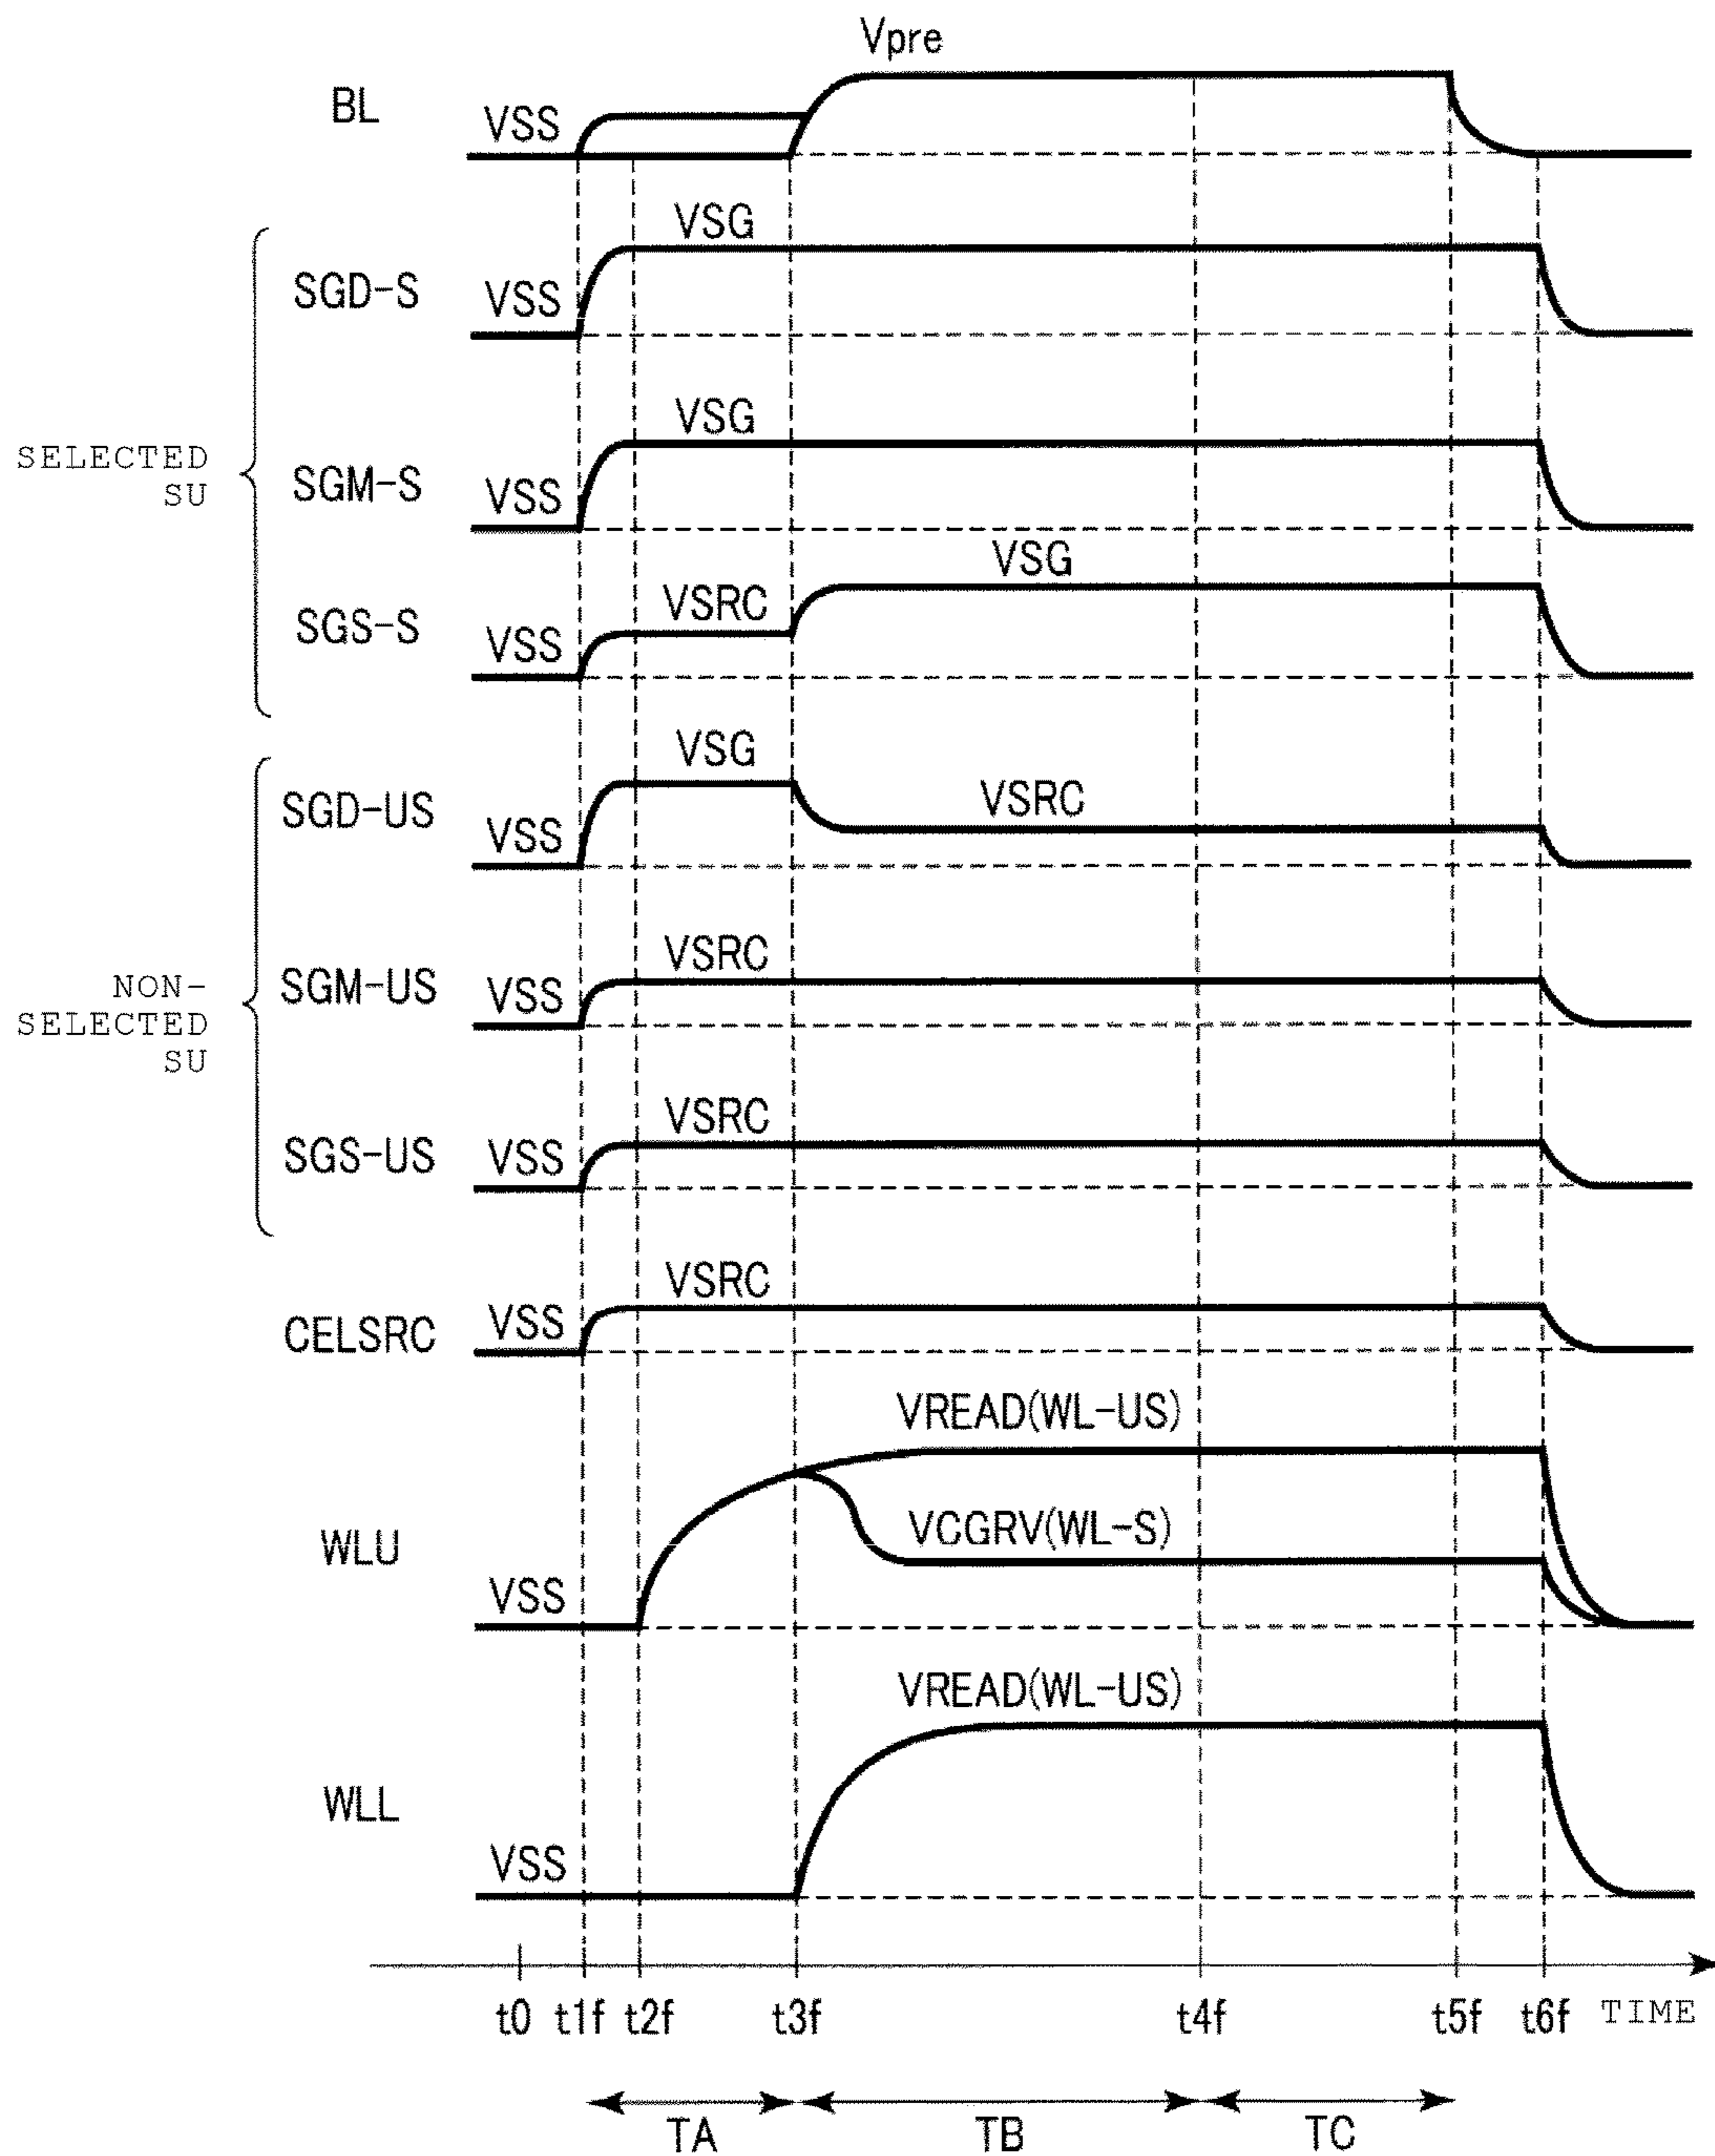 Vpre
BL
VSS
VSG
SGD-S
VSS
VSG
SELECTED
SU
SGM-S
VSS
VSG
VSRC
SGS-S
VSS
VSG
SGD-US
VSRC
VSS
VSRC
NON-
SELECTED
SU
SGM-US
VSS
VSRC
SGS-US
VSS
VSRC
CELSRC
VSS
VREAD(WL-US)
VCGRV(WL-S)
WLU
VSS
VREAD(WL-US)
WLL
VSS
t0 t1f t2f t3f t4f t5f t6f TIME
TA TB TC